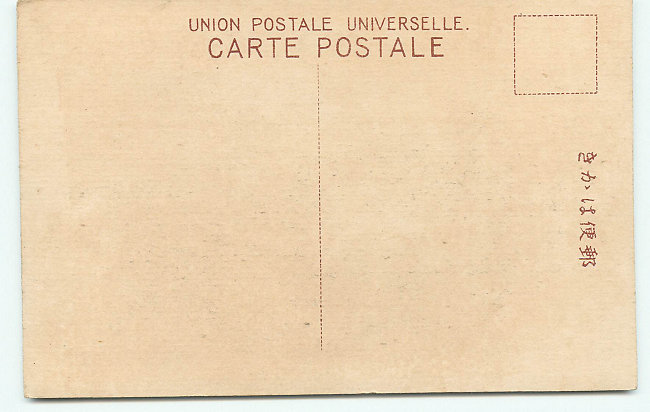 UNION POSTALE UNIVERSELLE.
CARTE POSTALE
郵便はかき